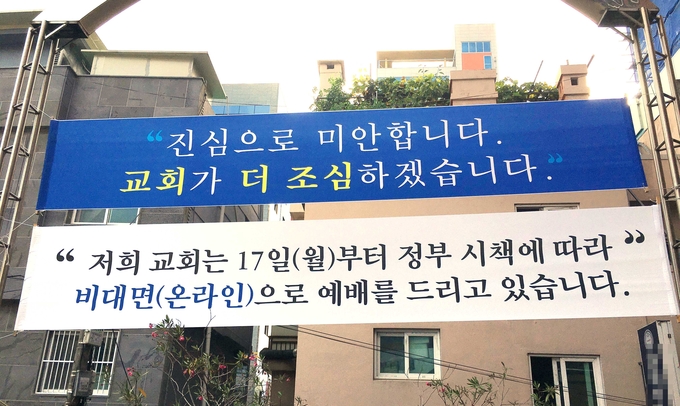 “진심으로 미안합니다.
교회가 더 조심하겠습니다.”
“ 저희 교회는 17일(월)부터 정부 시책에 따라 ”
비대면(온라인)으로 예배를 드리고 있습니다.